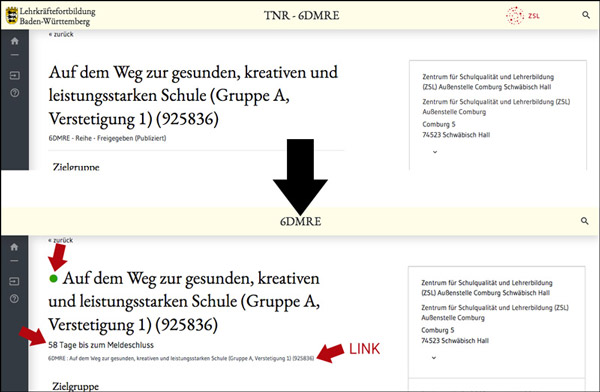 Lehrkräftefortbildung
Baden-Württemberg
TNR - 6DMRE
ZSL
« zurück
Auf dem Weg zur gesunden, kreativen und
leistungsstarken Schule (Gruppe A,
Verstetigung 1) (925836)
6DMRE - Reihe - Freigegeben (Publiziert)
Zielgruppe
Zentrum für Schulqualität und Lehrerbildung
(ZSL) Außenstelle Comburg Schwäbisch Hall
Zentrum für Schulqualität und Lehrerbildung (ZSL)
Außenstelle Comburg
Comburg 5
74523 Schwäbisch Hall
6DMRE
« zurück
Auf dem Weg zur gesunden, kreativen
und leistungsstarken Schule (Gruppe A,
Verstetigung 1) (925836)
58 Tage bis zum Meldeschluss
6DMRE : Auf dem Weg zur gesunden, kreativen und leistungsstarken Schule (Gruppe A, Verstetigung 1) (925836)
LINK
Zielgruppe
Zentrum für Schulqualität und Lehrerbildung
(ZSL) Außenstelle Comburg Schwäbisch Hall
Zentrum für Schulqualität und Lehrerbildung (ZSL)
Außenstelle Comburg
Comburg 5
74523 Schwäbisch Hall